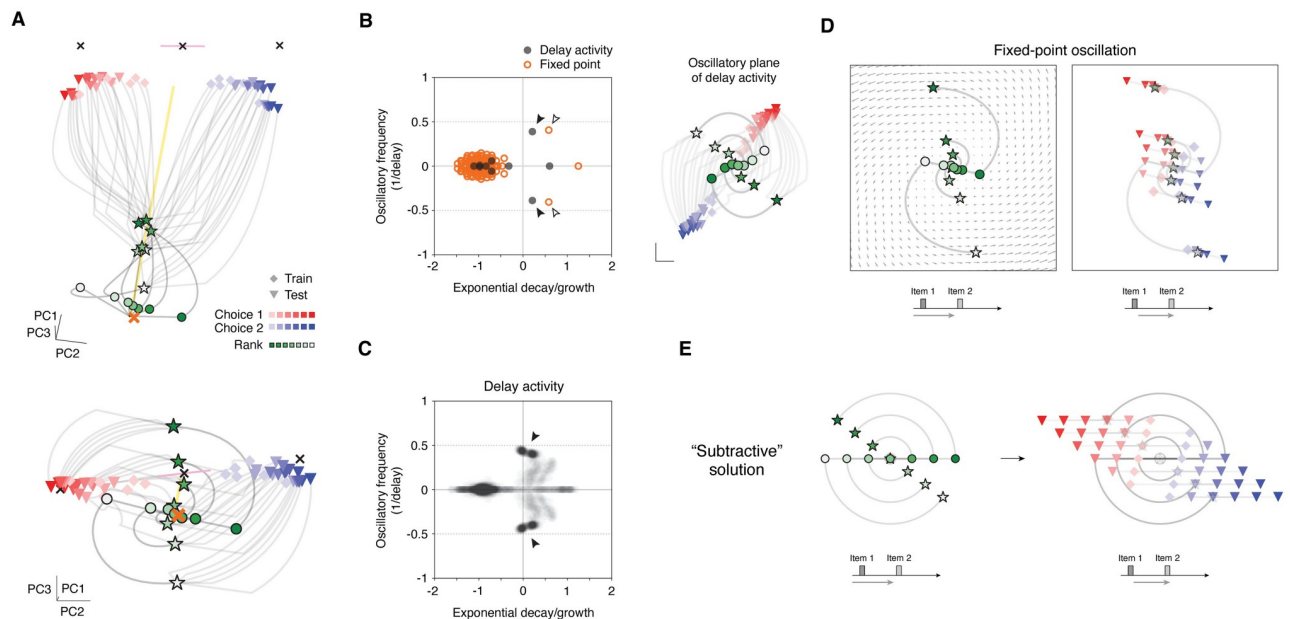 A
PC1
PC3
PC2
Train
Test
Choice 1
Choice 2
Rank
PC3
PC1
PC2
B
Delay activity
Fixed point
Oscillatory frequency
(1/delay)
1
0.5
0
-0.5
-1
-2
-1
0
1
2
Exponential decay/growth
Oscillatory plane
of delay activity
C
Delay activity
Oscillatory frequency
(1/delay)
1
0.5
0
-0.5
-1
-2
-1
0
1
2
Exponential decay/growth
D
Fixed-point oscillation
Item 1
Item 2
Item 1
Item 2
E
“Subtractive”
solution
Item 1
Item 2
Item 1
Item 2